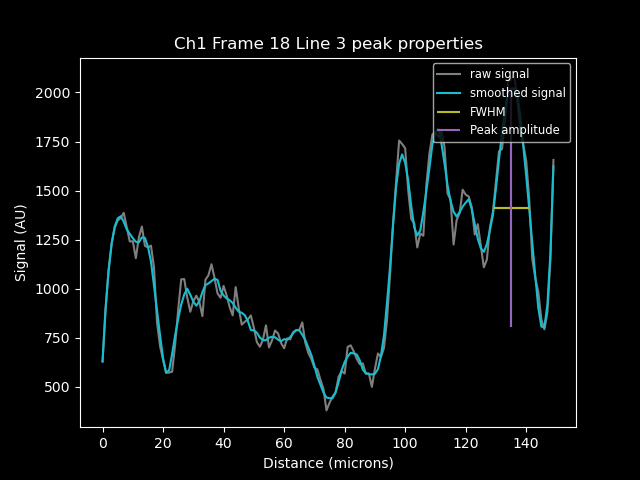 Ch1 Frame 18 Line 3 peak properties
raw signal
smoothed signal
FWHM
Peak amplitude
2000
1750
1500
1250
1000
750
500
Signal (AU)
0 20 40 60 80 100 120 140
Distance (microns)